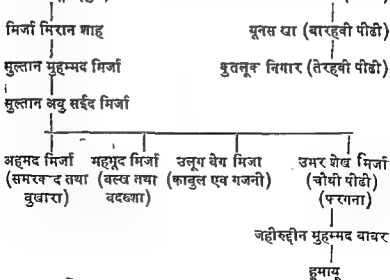 मिर्जा मिरान शाह यूनस खा (बारहवी पीढी)
सुल्तान मुहम्मद मिर्जा कुतलूक निगार (तेरहवी पीढी)
सुल्तान अबु सईद मिर्जा
अहमद मिर्जा महमूद मिर्जा उलूग बेग मिजा उमर शेख मिर्जा
(समरकन्द तथा (बल्ख तथा (काबुल एव गजनी) (चौथी पीढी)
बुखारा) बदख्शा) (फरगना)
जहीरुद्दीन मुहम्मद बाबर
हुमायू